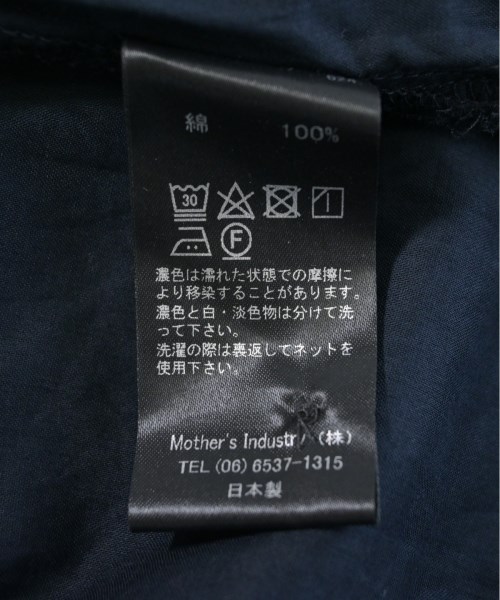 綿 100%
30
F
濃色は濡れた状態での摩擦に
より移染することがあります。
濃色と白・淡色物は分けて洗
って下さい。
洗濯の際は裏返してネットを
使用下さい。
Mother's Industry (株)
TEL (06) 6537-1315
日本製